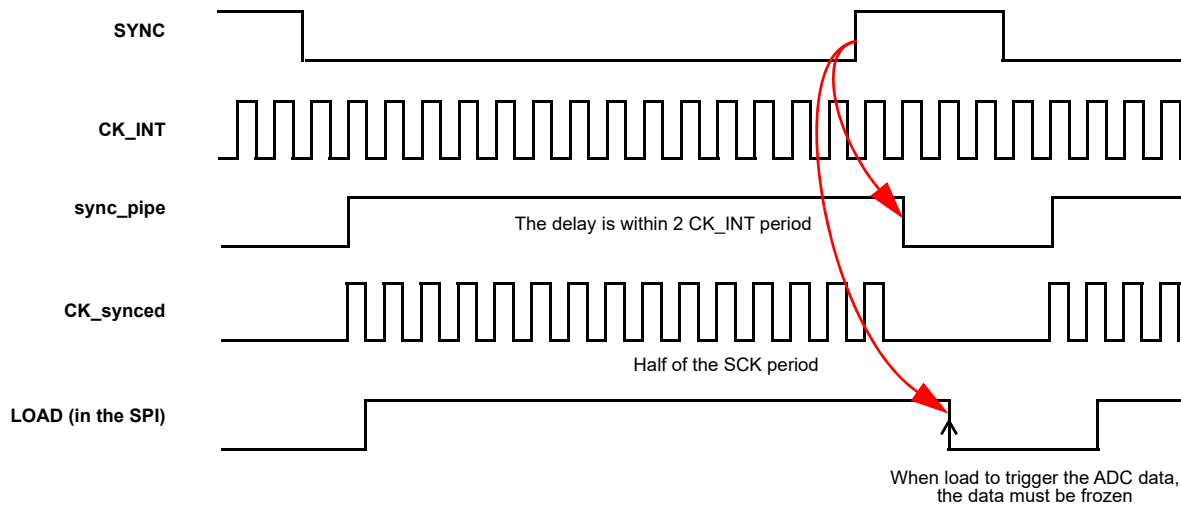 SYNC
CK_INT
sync_pipe
The delay is within 2 CK_INT period
CK_synced
Half of the SCK period
LOAD (in the SPI)
When load to trigger the ADC data,
the data must be frozen